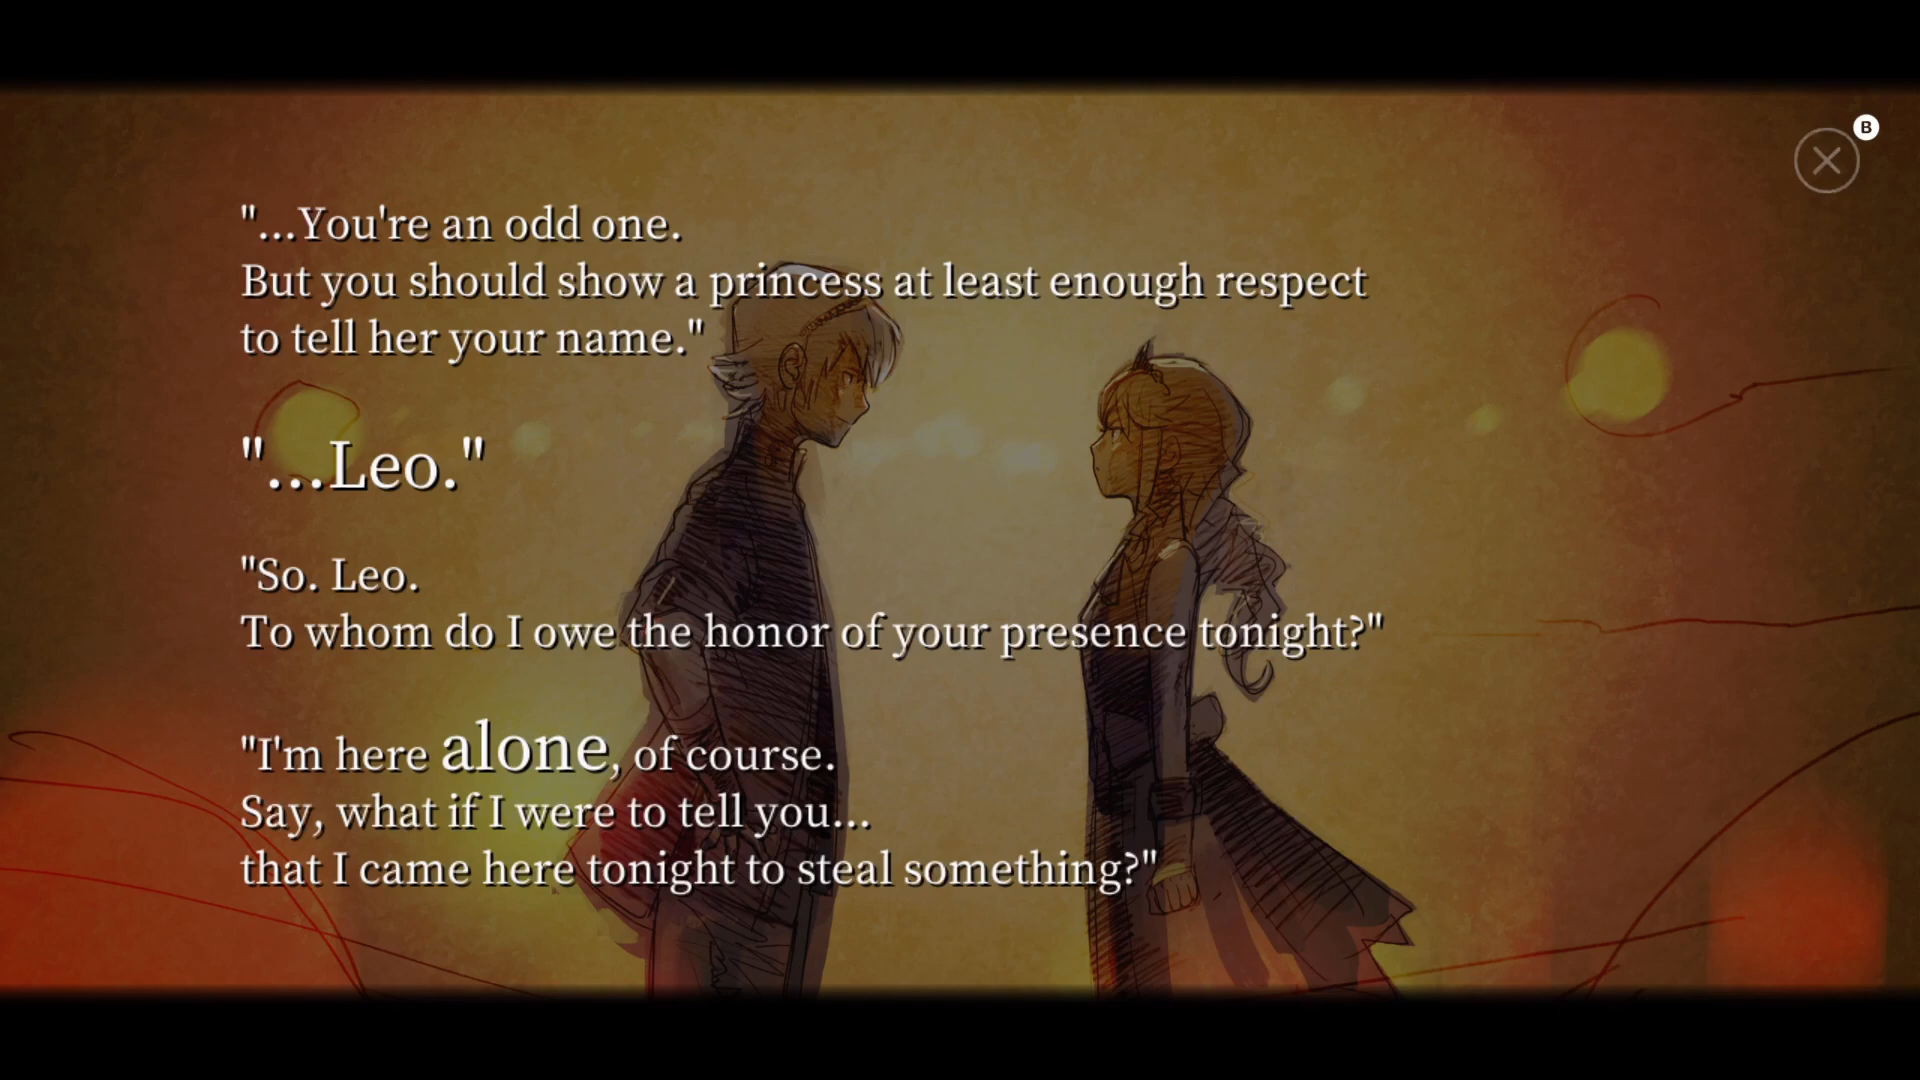 B
"...You're an odd one.
But you should show a princess at least enough respect
to tell her your name."
"...Leo."
"So. Leo.
To whom do I owe the honor of your presence tonight?"
"I'm here alone, of course.
Say, what if I were to tell you...
that I came here tonight to steal something?"